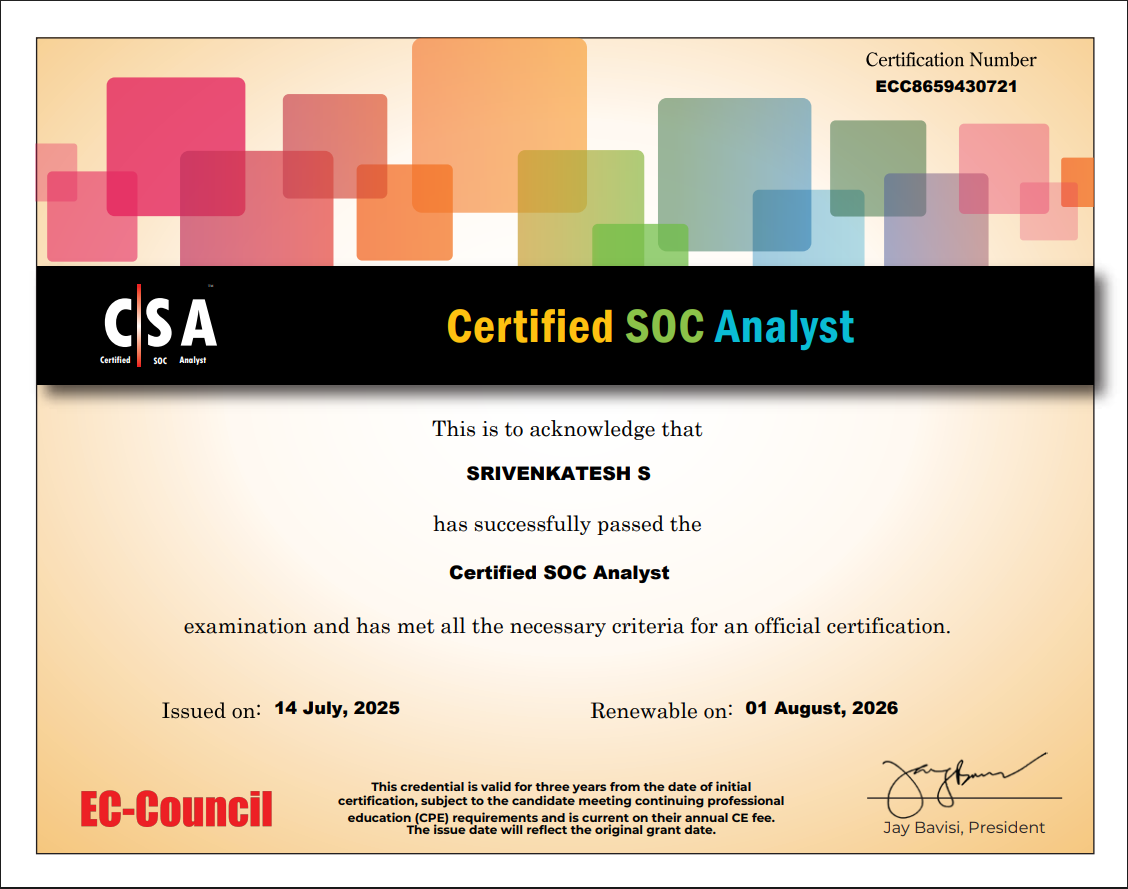 Certification Number
ECC8659430721
C|SA™
Certified SOC Analyst
Certified SOC Analyst
This is to acknowledge that
SRIVENKATESH S
has successfully passed the
Certified SOC Analyst
examination and has met all the necessary criteria for an official certification.
Issued on: 14 July, 2025 Renewable on: 01 August, 2026
EC-Council
This credential is valid for three years from the date of initial
certification, subject to the candidate meeting continuing professional
education (CPE) requirements and is current on their annual CE fee.
The issue date will reflect the original grant date.
Jay Bavisi, President